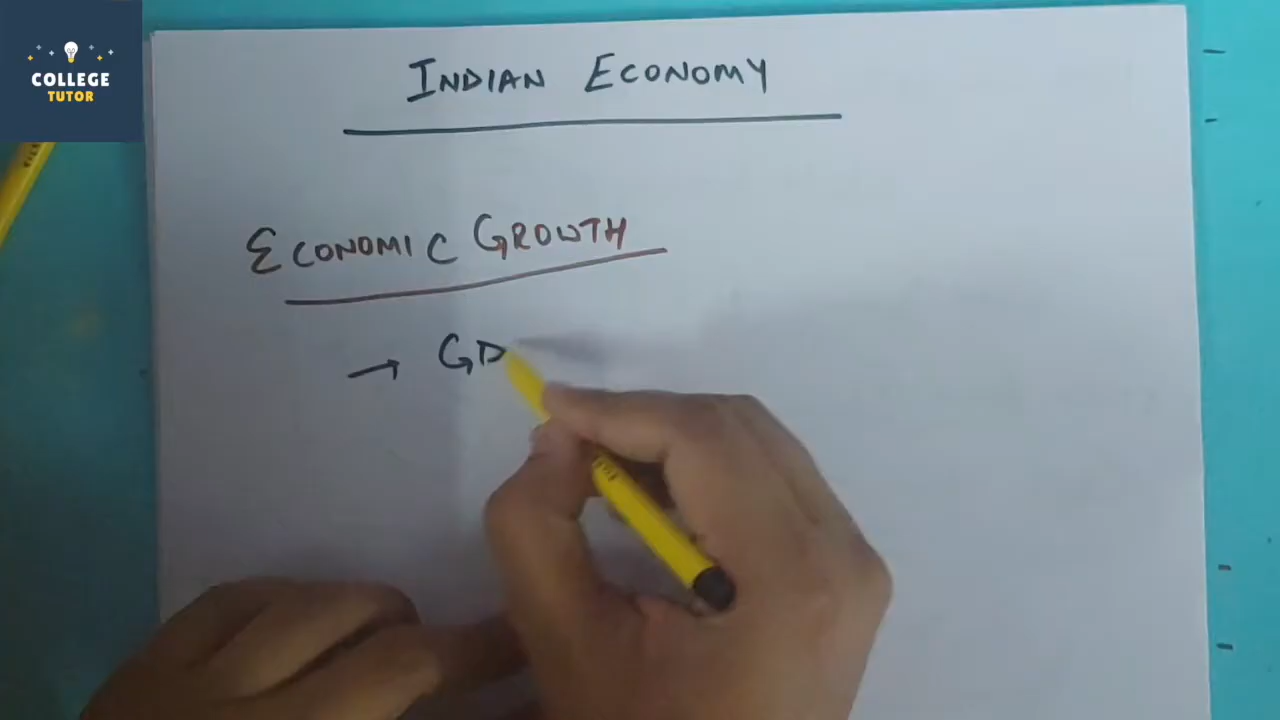 COLLEGE
TUTOR
INDIAN ECONOMY
ECONOMIC GROWTH
→ GD